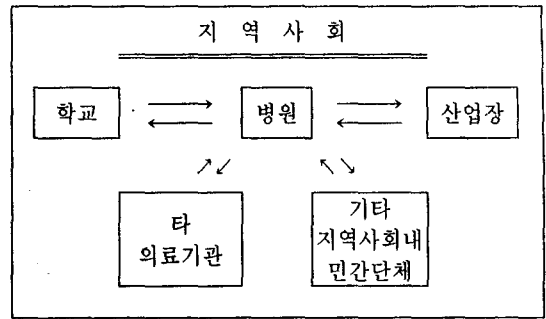 지 역 사 회
학교
병원
산업장
타
의료기관
기타
지역사회내
민간단체